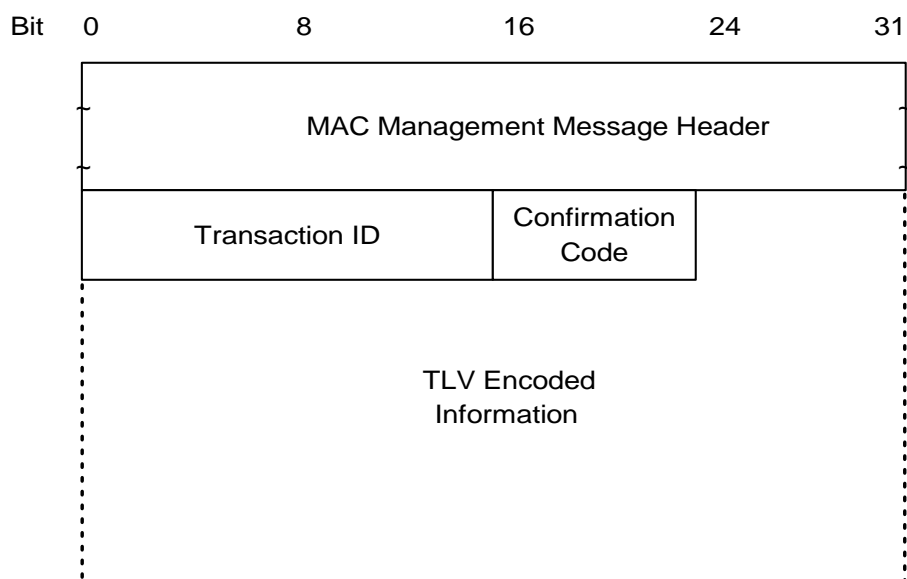 Bit 0 8 16 24 31
MAC Management Message Header
Transaction ID
Confirmation
Code
TLV Encoded
Information